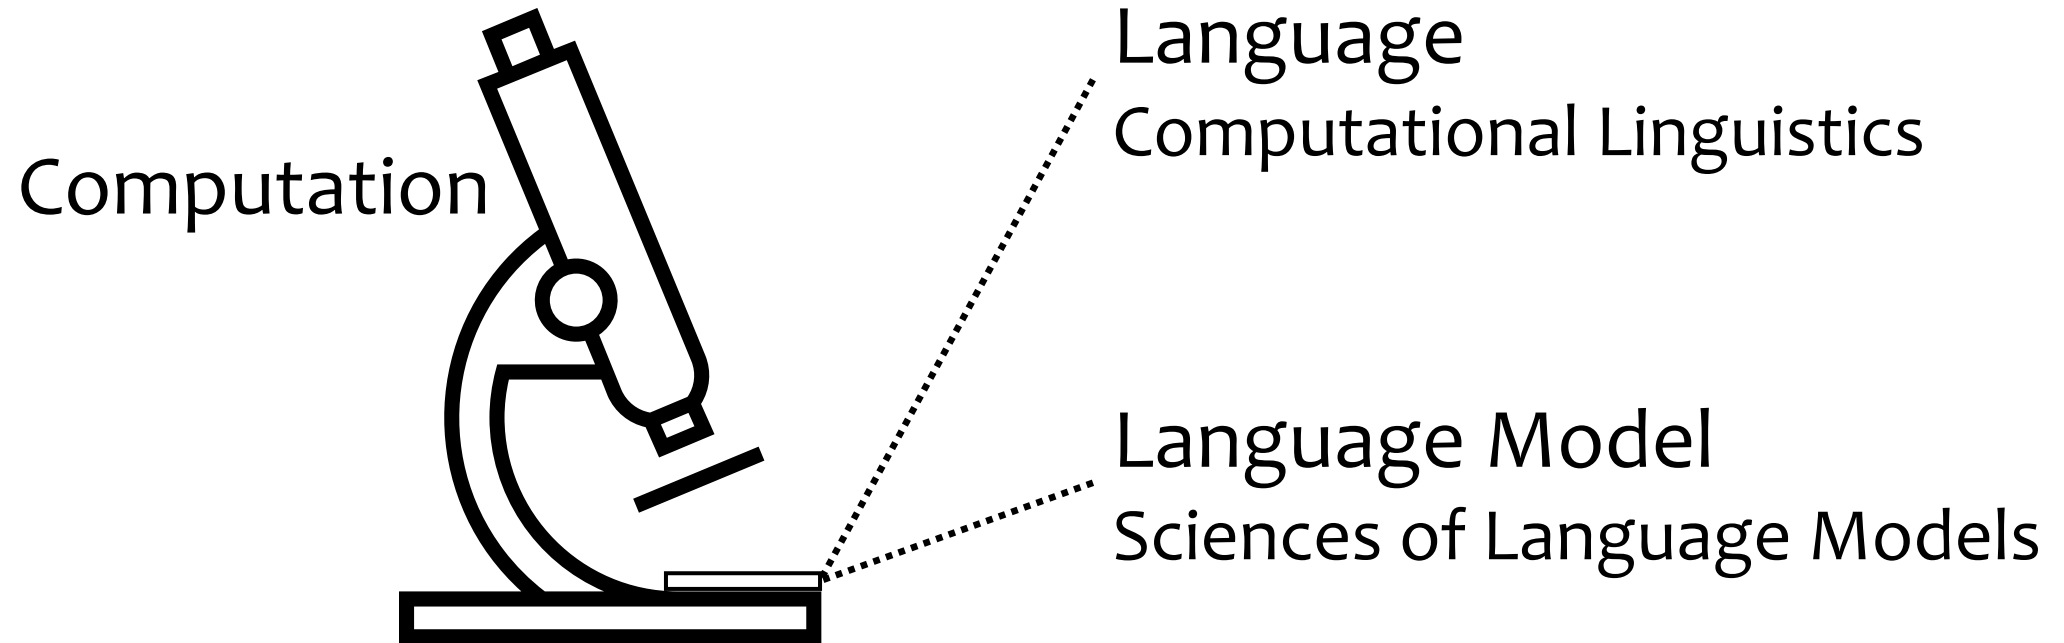 Computation
Language
Computational Linguistics
Language Model
Sciences of Language Models